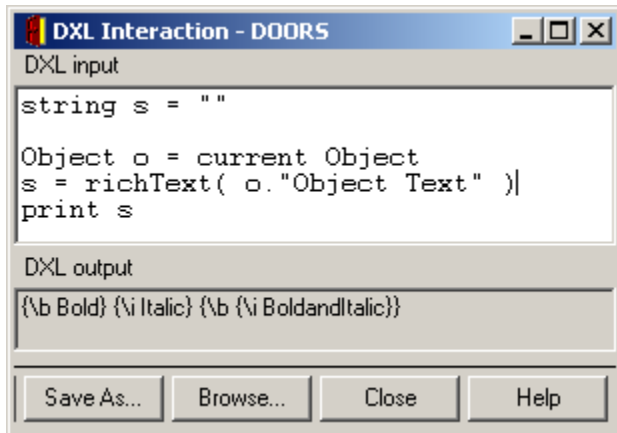 DXL Interaction - DOORS
DXL input
string s = ""
Object o = current Object
s = richText( o."Object Text" )
print s
DXL output
{\b Bold} {\i Italic} {\b {\i BoldandItalic}}
Save As... Browse... Close Help